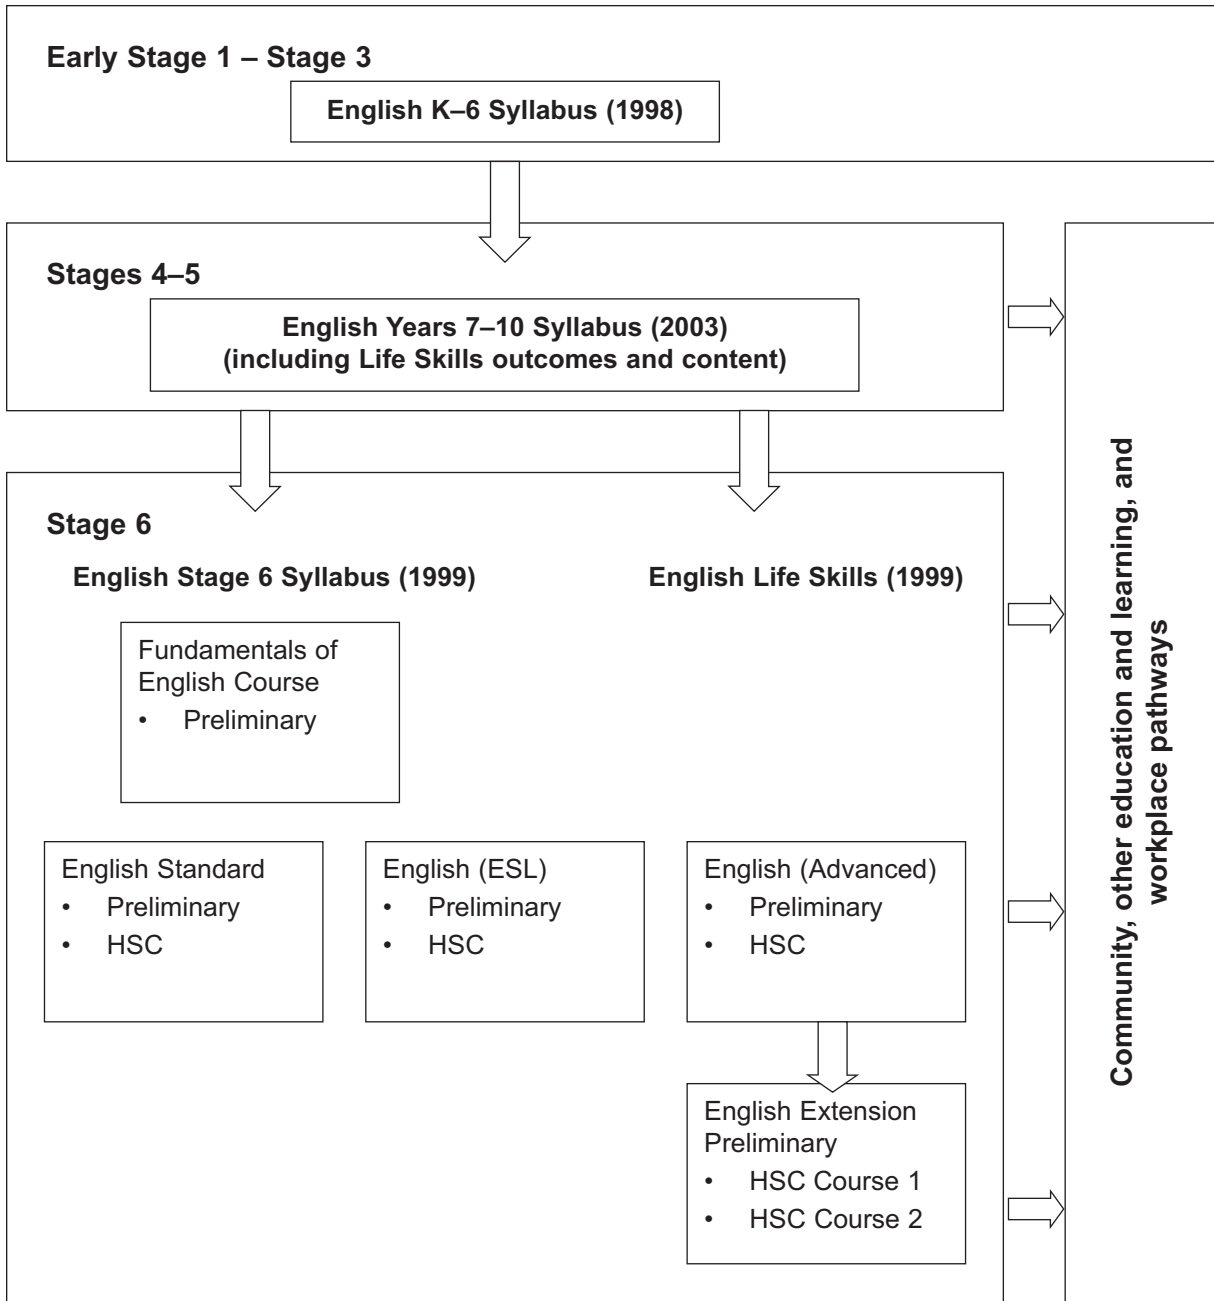 Early Stage 1 – Stage 3
English K–6 Syllabus (1998)
Stages 4–5
English Years 7–10 Syllabus (2003)
(including Life Skills outcomes and content)
Stage 6
English Stage 6 Syllabus (1999)
English Life Skills (1999)
Fundamentals of
English Course
• Preliminary
English Standard
• Preliminary
• HSC
English (ESL)
• Preliminary
• HSC
English (Advanced)
• Preliminary
• HSC
English Extension
Preliminary
• HSC Course 1
• HSC Course 2
Community, other education and learning, and
workplace pathways